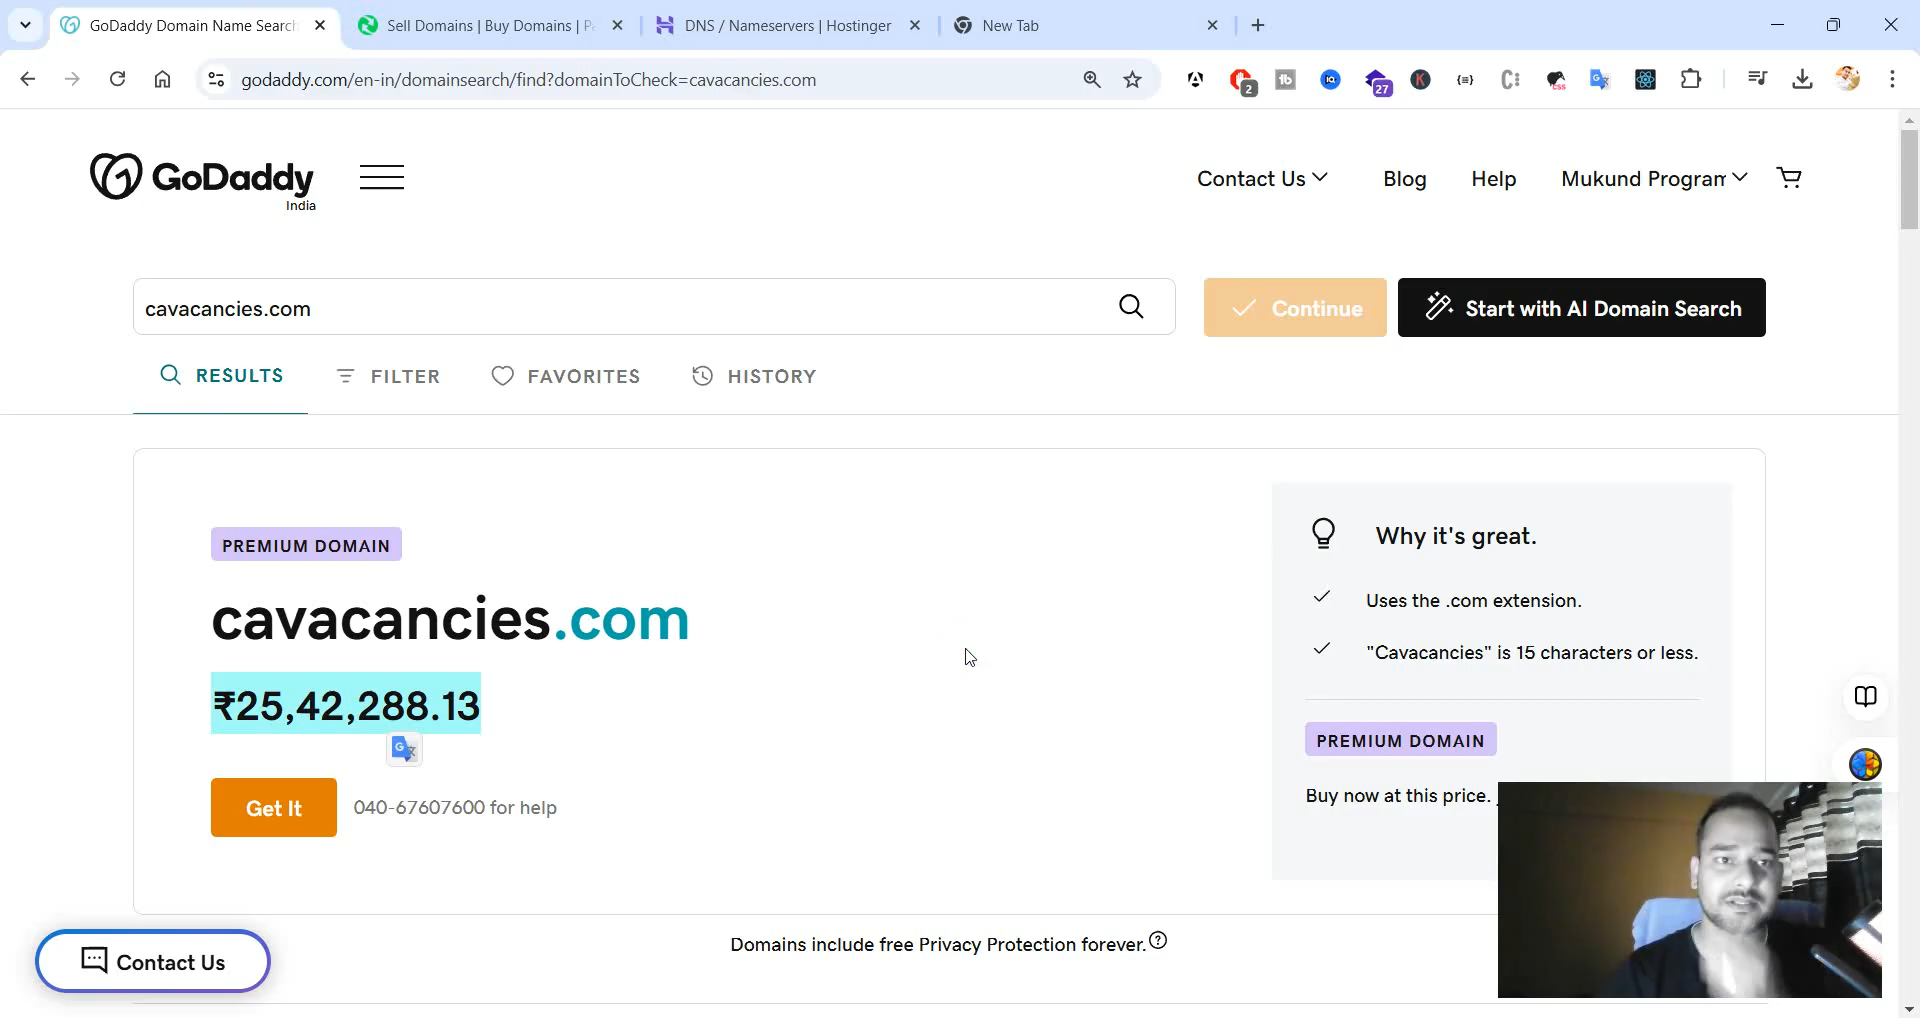 GoDaddy Domain Name Search
Sell Domains | Buy Domains | P
DNS / Nameservers | Hostinger
New Tab
godaddy.com/en-in/domainsearch/find?domainToCheck=cavacancies.com
2
27
GoDaddy
India
Contact Us
Blog
Help
Mukund Program
cavacancies.com
Continue
Start with AI Domain Search
RESULTS
FILTER
FAVORITES
HISTORY
PREMIUM DOMAIN
cavacancies.com
₹25,42,288.13
Get It
040-67607600 for help
Why it's great.
Uses the .com extension.
"Cavacancies" is 15 characters or less.
PREMIUM DOMAIN
Buy now at this price.
Domains include free Privacy Protection forever.
Contact Us